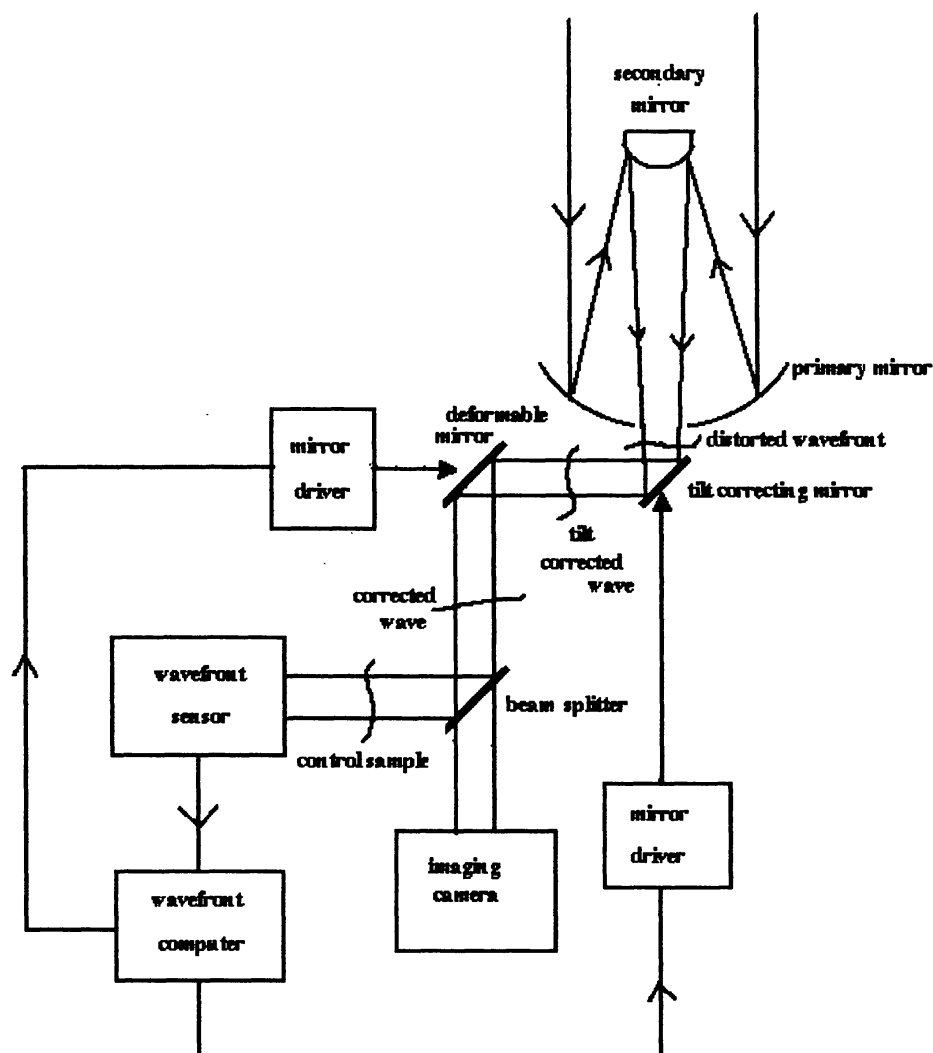 secondary
mirror
primary mirror
deformable
mirror
distorted wavefront
mirror
driver
tilt correcting mirror
tilt
corrected
wave
corrected
wave
wavefront
sensor
beam splitter
control sample
mirror
driver
imaging
camera
wavefront
computer